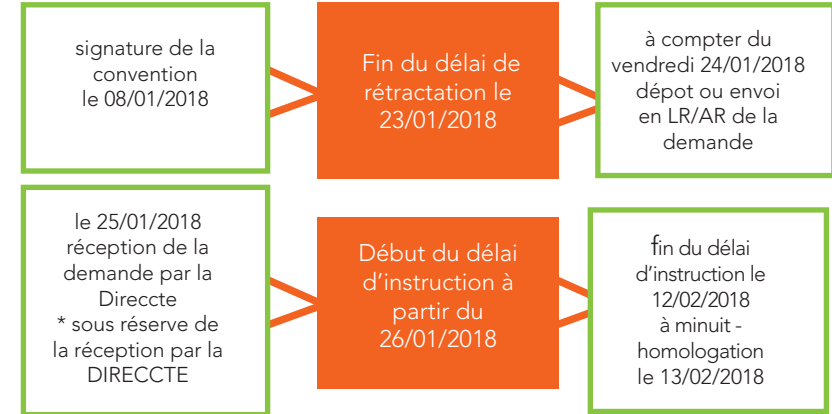 signature de la
convention
le 08/01/2018
Fin du délai de
rétractation le
23/01/2018
à compter du
vendredi 24/01/2018
dépot ou envoi
en LR/AR de la
demande
le 25/01/2018
réception de la
demande par la
Direccte
* sous réserve de
la réception par la
DIRECCTE
Début du délai
d’instruction à
partir du
26/01/2018
fin du délai
d’instruction le
12/02/2018
à minuit -
homologation
le 13/02/2018